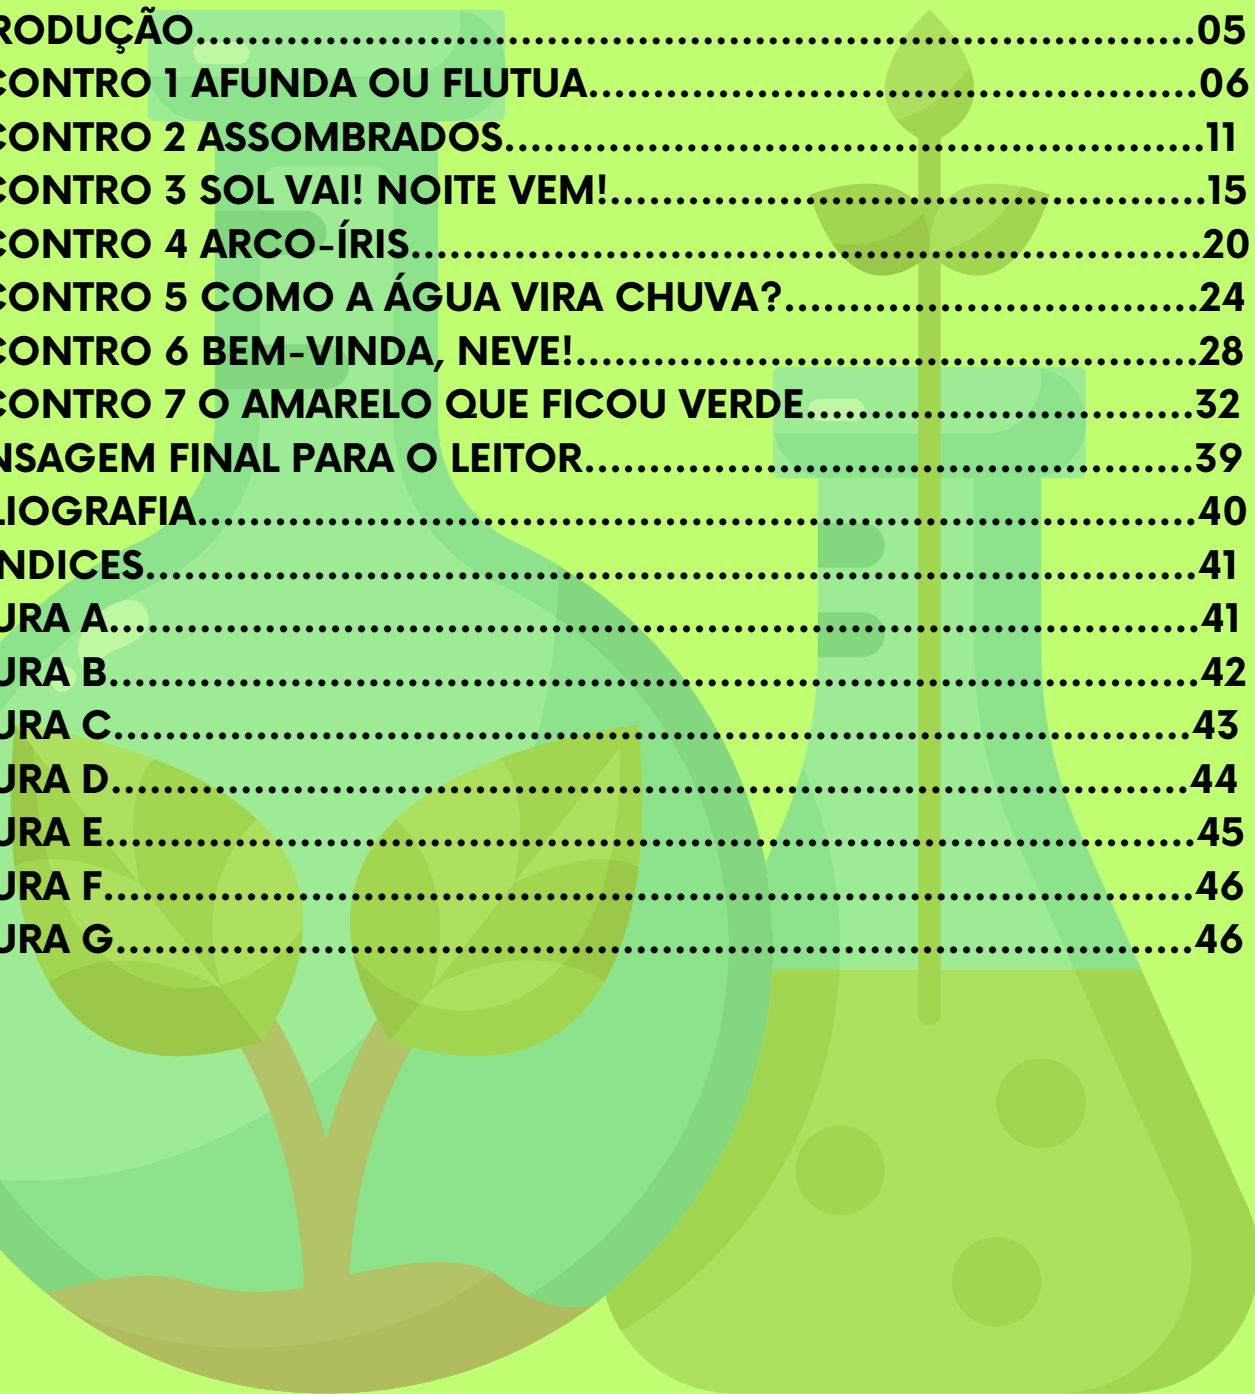 RODUÇÃO............................................................................05
CONTRO 1 AFUNDA OU FLUTUA...............................................06
CONTRO 2 ASSOMBRADOS......................................................11
CONTRO 3 SOL VAI! NOITE VEM!..............................................15
CONTRO 4 ARCO-ÍRIS.............................................................20
CONTRO 5 COMO A ÁGUA VIRA CHUVA?................................24
CONTRO 6 BEM-VINDA, NEVE!................................................28
CONTRO 7 O AMARELO QUE FICOU VERDE..............................32
NSAGEM FINAL PARA O LEITOR...............................................39
LIOGRAFIA............................................................................40
NDICES.................................................................................41
URA A...................................................................................41
URA B...................................................................................42
URA C...................................................................................43
URA D...................................................................................44
URA E...................................................................................45
URA F...................................................................................46
URA G...................................................................................46